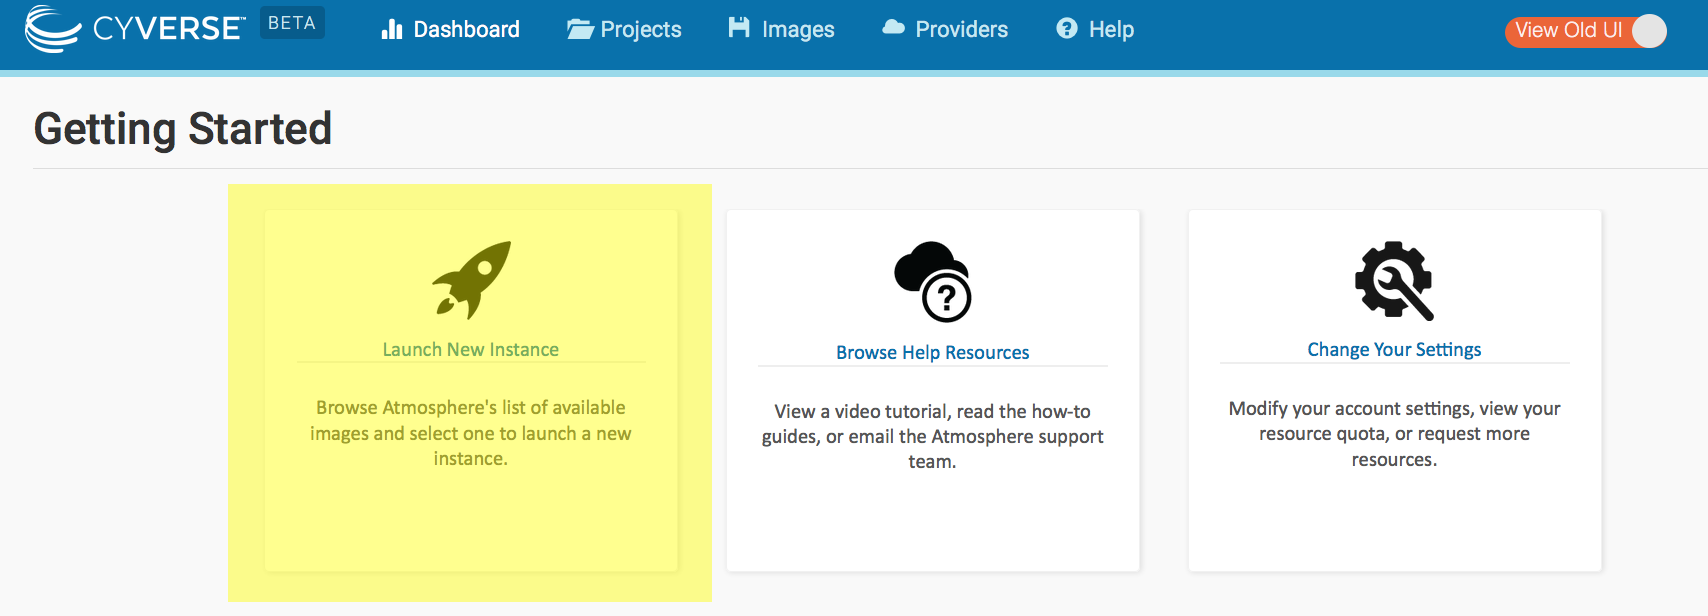 CYVERSE™ BETA Dashboard Projects Images Providers Help View Old UI
Getting Started
Launch New Instance
Browse Atmosphere's list of available
images and select one to launch a new
instance.
Browse Help Resources
View a video tutorial, read the how-to
guides, or email the Atmosphere support
team.
Change Your Settings
Modify your account settings, view your
resource quota, or request more
resources.